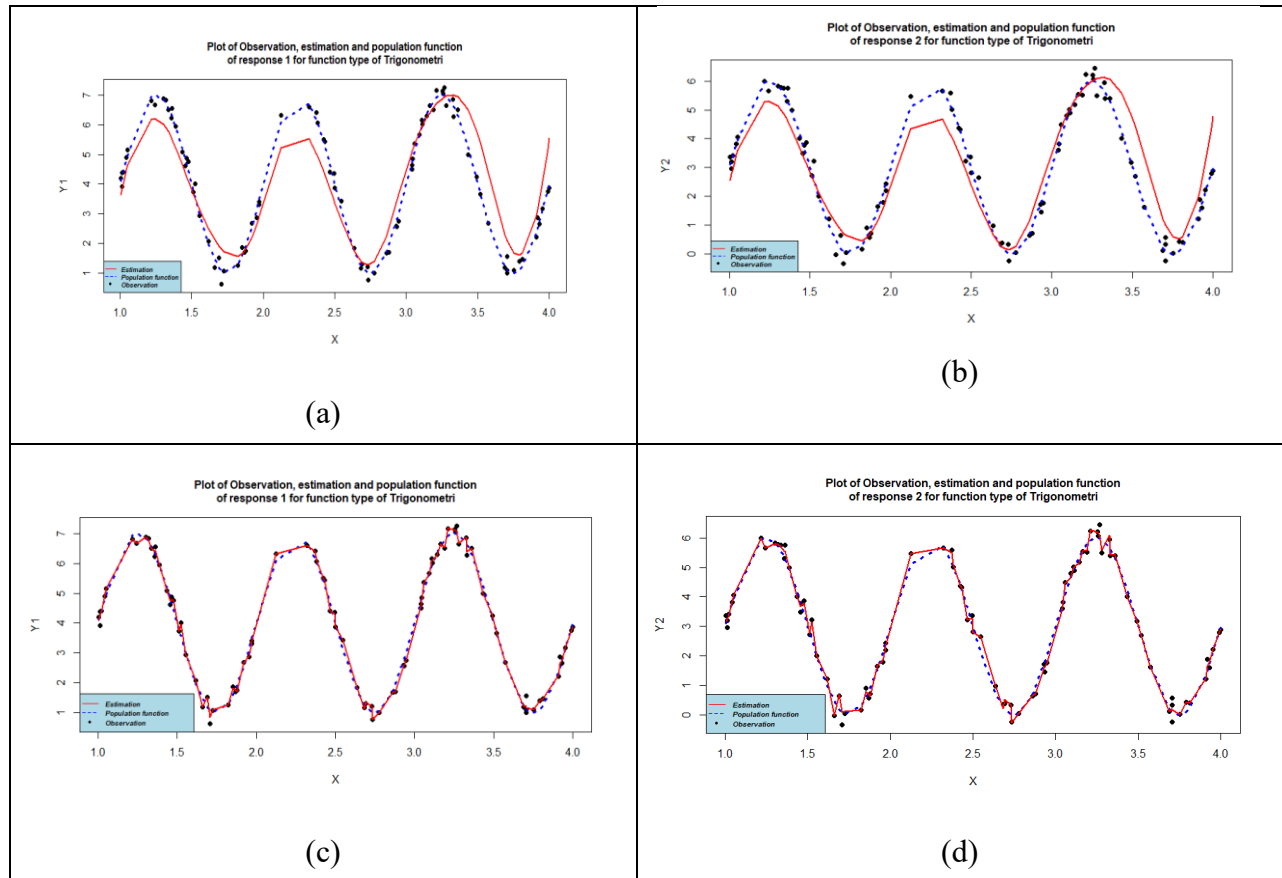 Plot of Observation, estimation and population function
of response 1 for function type of Trigonometri
Y1
7
6
5
4
3
2
1
Estimation
Population function
Observation
1.0 1.5 2.0 2.5 3.0 3.5 4.0
X
(a)
Plot of Observation, estimation and population function
of response 2 for function type of Trigonometri
Y2
6
5
4
3
2
1
0
Estimation
Population function
Observation
1.0 1.5 2.0 2.5 3.0 3.5 4.0
X
(b)
Plot of Observation, estimation and population function
of response 1 for function type of Trigonometri
Y1
7
6
5
4
3
2
1
Estimation
Population function
Observation
1.0 1.5 2.0 2.5 3.0 3.5 4.0
X
(c)
Plot of Observation, estimation and population function
of response 2 for function type of Trigonometri
Y2
6
5
4
3
2
1
0
Estimation
Population function
Observation
1.0 1.5 2.0 2.5 3.0 3.5 4.0
X
(d)